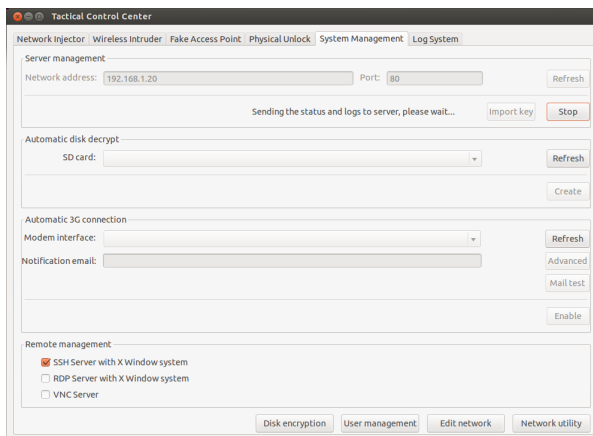 Tactical Control Center
Network Injector Wireless Intruder Fake Access Point Physical Unlock System Management Log System
Server management
Network address: 192.168.1.20 Port: 80 Refresh
Sending the status and logs to server, please wait... Import key Stop
Automatic disk decrypt
SD card: Refresh
Create
Automatic 3G connection
Modem interface: Refresh
Notification email: Advanced
Mail test
Enable
Remote management
SSH Server with X Window system
RDP Server with X Window system
VNC Server
Disk encryption User management Edit network Network utility